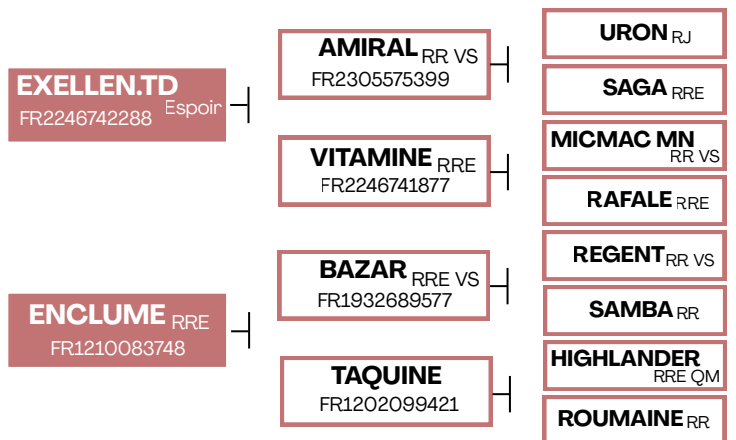 EXELLEN.TD Espoir
FR2246742288
AMIRAL RR VS
FR2305575399
URON RJ
SAGA RRE
VITAMINE RRE
FR2246741877
MICMAC MN
RR VS
RAFALE RRE
ENCLUME RRE
FR1210083748
BAZAR RRE VS
FR1932689577
REGENT RR VS
SAMBA RR
TAQUINE
FR1202099421
HIGHLANDER
RRE QM
ROUMAINE RR